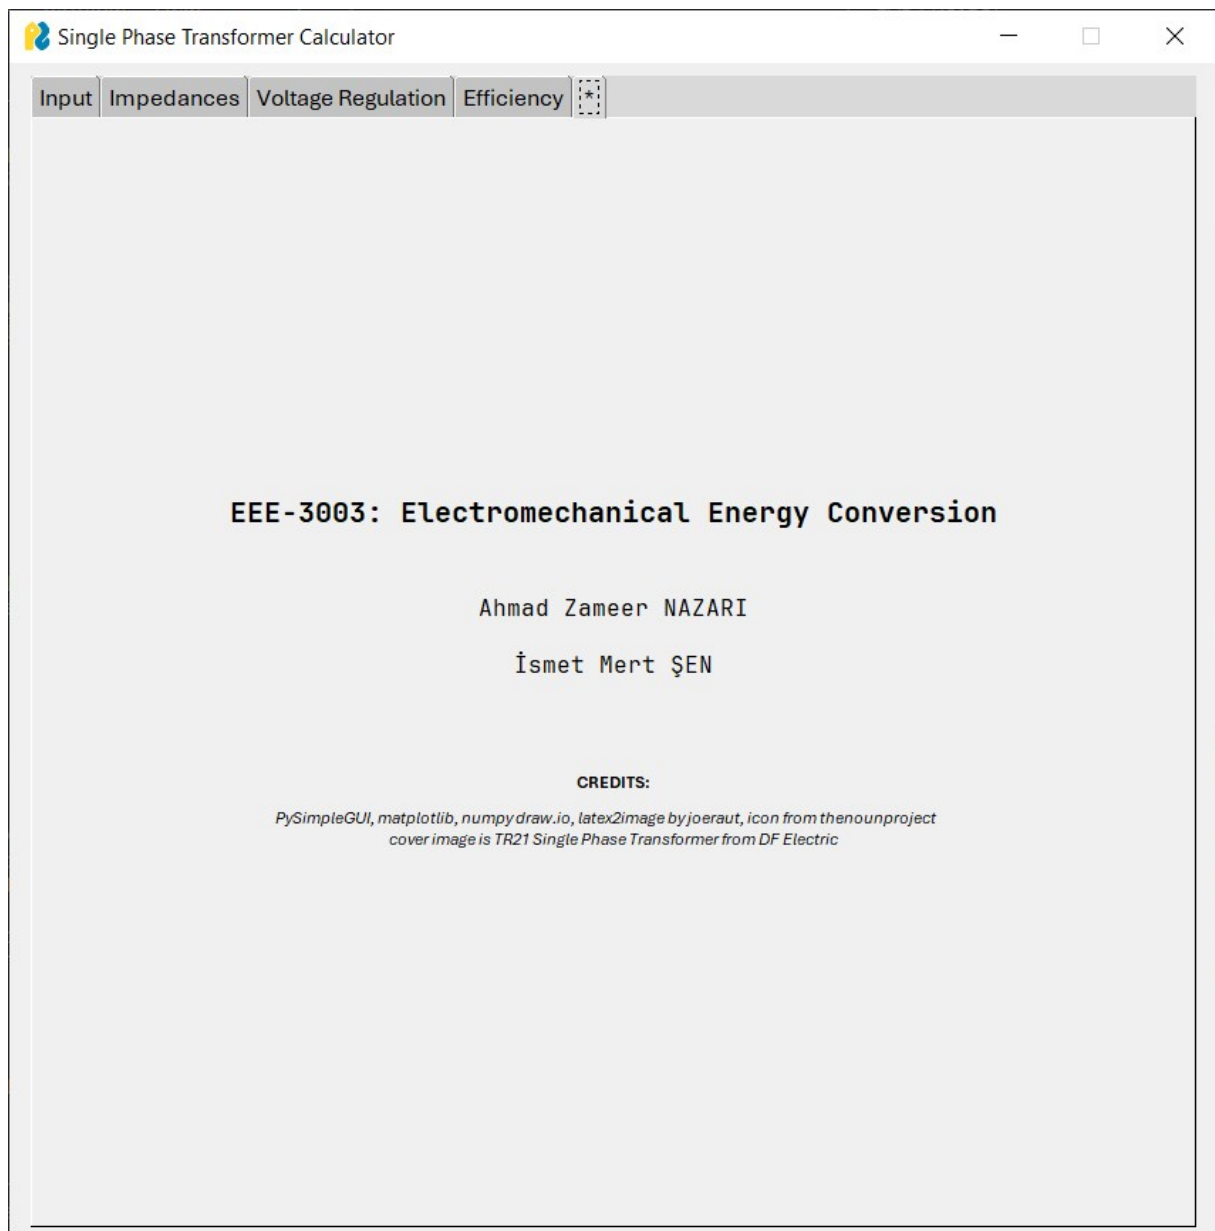 Single Phase Transformer Calculator
Input Impedances Voltage Regulation Efficiency *
EEE-3003: Electromechanical Energy Conversion
Ahmad Zameer NAZARI
İsmet Mert ŞEN
CREDITS:
PySimpleGUI, matplotlib, numpy draw.io, latex2image by joeraut, icon from thenounproject
cover image is TR21 Single Phase Transformer from DF Electric